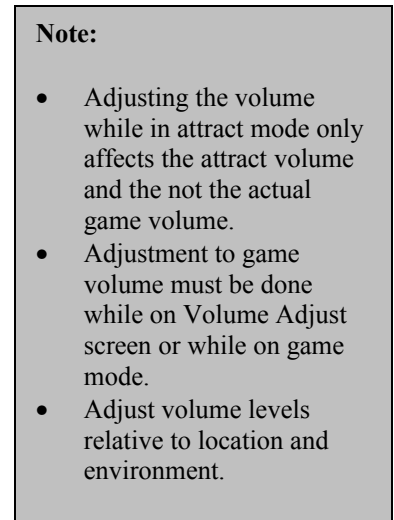 Note:
• Adjusting the volume
while in attract mode only
affects the attract volume
and the not the actual
game volume.
• Adjustment to game
volume must be done
while on Volume Adjust
screen or while on game
mode.
• Adjust volume levels
relative to location and
environment.